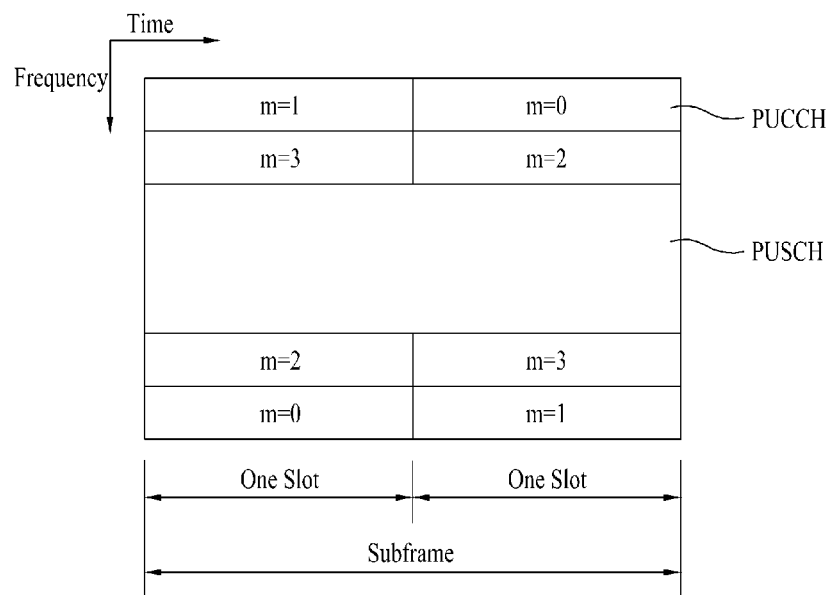 Time
Frequency
m=1 m=0
PUCCH
m=3 m=2
PUSCH
m=2 m=3
m=0 m=1
One Slot One Slot
Subframe